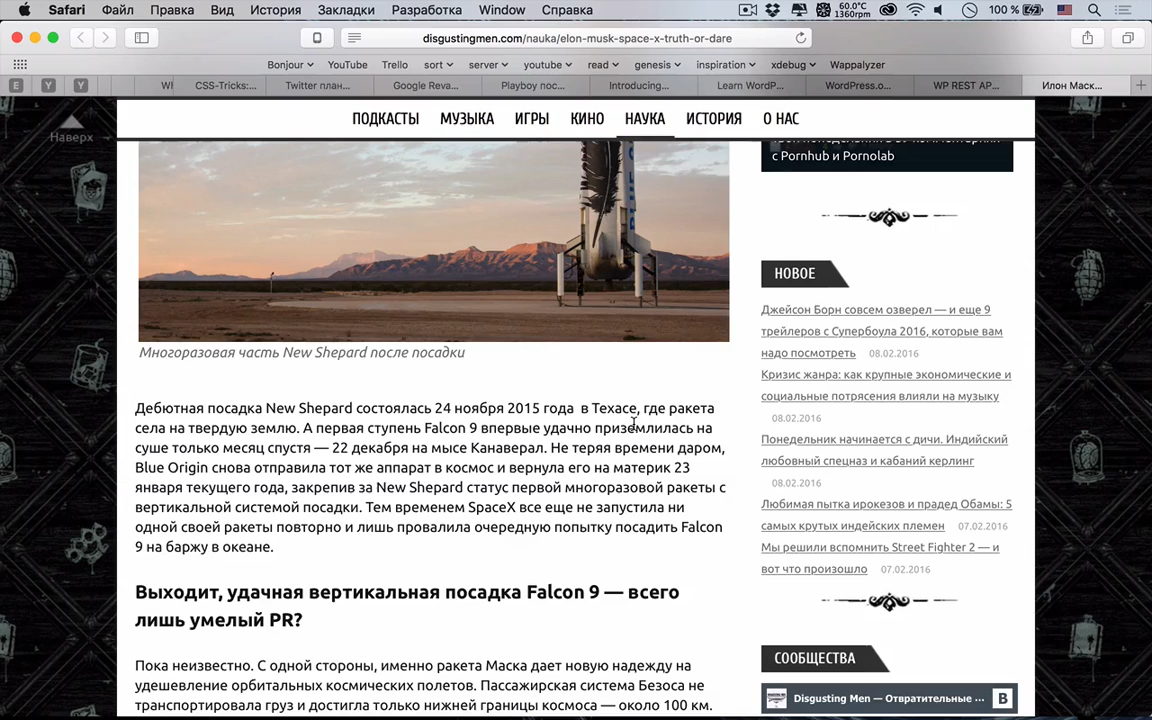 Safari Файл Правка Вид История Закладки Разработка Window Справка 60.0°C 1360rpm 100 %
disgustingmen.com/nauka/elon-musk-space-x-truth-or-dare
Bonjour YouTube Trello sort server youtube read genesis inspiration xdebug Wappalyzer
E Y Y WI CSS-Tricks:... Twitter план... Google Reva... Playboy пос... Introducing... Learn WordP... WordPress.o... WP REST AP... Илон Маск...
Наверх
ПОДКАСТЫ МУЗЫКА ИГРЫ КИНО НАУКА ИСТОРИЯ О НАС
с Pornhub и Pornolab
Многоразовая часть New Shepard после посадки
Дебютная посадка New Shepard состоялась 24 ноября 2015 года в Техасе, где ракета
села на твердую землю. А первая ступень Falcon 9 впервые удачно приземлилась на
суше только месяц спустя — 22 декабря на мысе Канаверал. Не теряя времени даром,
Blue Origin снова отправила тот же аппарат в космос и вернула его на материк 23
января текущего года, закрепив за New Shepard статус первой многоразовой ракеты с
вертикальной системой посадки. Тем временем SpaceX все еще не запустила ни
одной своей ракеты повторно и лишь провалила очередную попытку посадить Falcon
9 на баржу в океане.
Выходит, удачная вертикальная посадка Falcon 9 — всего
лишь умелый PR?
Пока неизвестно. С одной стороны, именно ракета Маска дает новую надежду на
удешевление орбитальных космических полетов. Пассажирская система Безоса не
транспортировала груз и достигла только нижней границы космоса — около 100 км.
НОВОЕ
Джейсон Борн совсем озверел — и еще 9
трейлеров с Супербоула 2016, которые вам
надо посмотреть 08.02.2016
Кризис жанра: как крупные экономические и
социальные потрясения влияли на музыку
08.02.2016
Понедельник начинается с дичи. Индийский
любовный спецназ и кабаний керлинг
08.02.2016
Любимая пытка ирокезов и прадед Обамы: 5
самых крутых индейских племен 07.02.2016
Мы решили вспомнить Street Fighter 2 — и
вот что произошло 07.02.2016
СООБЩЕСТВА
Disgusting Men — Отвратительные ... B